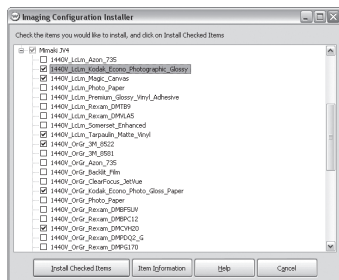 Imaging Configuration Installer
Check the items you would like to install, and click on Install Checked Items
Mimaki JV4
1440V_LcLm_Azon_735
1440V_LcLm_Kodak_Econo_Photographic_Glossy
1440V_LcLm_Magic_Canvas
1440V_LcLm_Photo_Paper
1440V_LcLm_Premium_Glossy_Vinyl_Adhesive
1440V_LcLm_Rexam_DMTB9
1440V_LcLm_Rexam_DMVLA5
1440V_LcLm_Somerset_Enhanced
1440V_LcLm_Tarpaulin_Matte_Vinyl
1440V_OrGr_3M_8522
1440V_OrGr_3M_8581
1440V_OrGr_Azon_735
1440V_OrGr_Backlit_Film
1440V_OrGr_ClearFocus_JetVue
1440V_OrGr_Kodak_Econo_Photo_Gloss_Paper
1440V_OrGr_Photo_Paper
1440V_OrGr_Rexam_DMBF5UV
1440V_OrGr_Rexam_DMBPC12
1440V_OrGr_Rexam_DMCVH20
1440V_OrGr_Rexam_DMPDQ2_G
1440V_OrGr_Rexam_DMPG170
Install Checked Items
Item Information
Help
Cancel